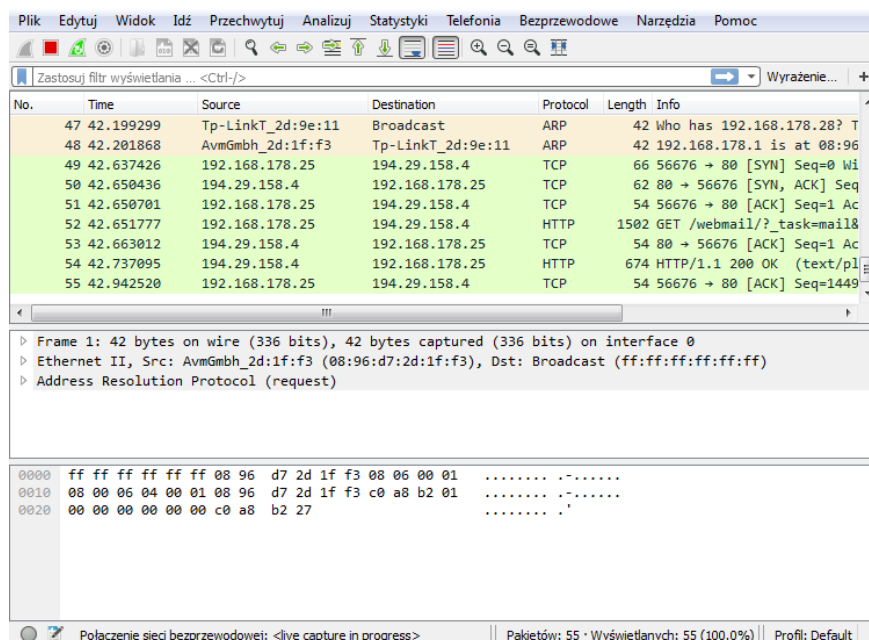 Plik Edytuj Widok Idź Przechwytuj Analizuj Statystyki Telefonia Bezprzewodowe Narzędzia Pomoc
Zastosuj filtr wyświetlania ... <Ctrl-/> Wyrażenie... +
No. Time Source Destination Protocol Length Info
47 42.199299 Tp-LinkT_2d:9e:11 Broadcast ARP 42 Who has 192.168.178.28? T
48 42.201868 AvmGmbh_2d:1f:f3 Tp-LinkT_2d:9e:11 ARP 42 192.168.178.1 is at 08:96
49 42.637426 192.168.178.25 194.29.158.4 TCP 66 56676 → 80 [SYN] Seq=0 Wi
50 42.650436 194.29.158.4 192.168.178.25 TCP 62 80 → 56676 [SYN, ACK] Seq
51 42.650701 192.168.178.25 194.29.158.4 TCP 54 56676 → 80 [ACK] Seq=1 Ac
52 42.651777 192.168.178.25 194.29.158.4 HTTP 1502 GET /webmail/?_task=mail&
53 42.663012 194.29.158.4 192.168.178.25 TCP 54 80 → 56676 [ACK] Seq=1 Ac
54 42.737095 194.29.158.4 192.168.178.25 HTTP 674 HTTP/1.1 200 OK (text/pl
55 42.942520 192.168.178.25 194.29.158.4 TCP 54 56676 → 80 [ACK] Seq=1449
Frame 1: 42 bytes on wire (336 bits), 42 bytes captured (336 bits) on interface 0
Ethernet II, Src: AvmGmbh_2d:1f:f3 (08:96:d7:2d:1f:f3), Dst: Broadcast (ff:ff:ff:ff:ff:ff)
Address Resolution Protocol (request)
0000 ff ff ff ff ff ff 08 96 d7 2d 1f f3 08 06 00 01 ........ .-......
0010 08 00 06 04 00 01 08 96 d7 2d 1f f3 c0 a8 b2 01 ........ .-......
0020 00 00 00 00 00 00 c0 a8 b2 27 ........ .'
Połączenie sieci bezprzewodowej: <live capture in progress> Pakietów: 55 · Wyświetlanych: 55 (100.0%) Profil: Default